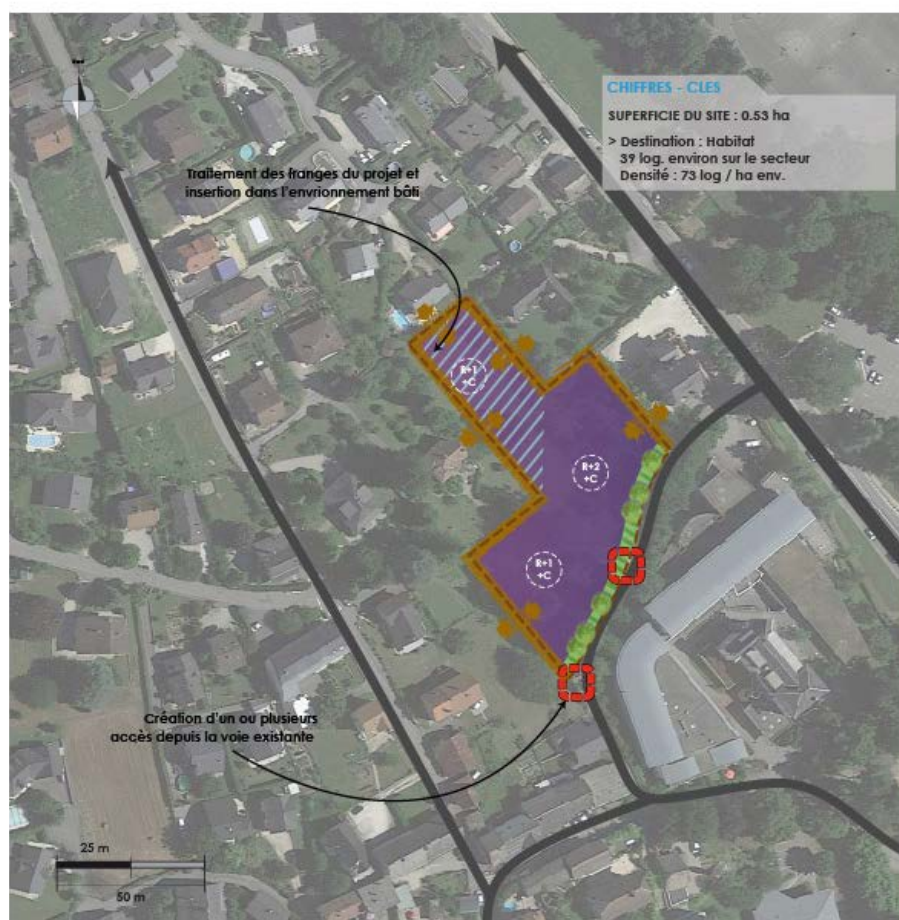 CHIFFRES - CLES
SUPERFICIE DU SITE : 0.53 ha
> Destination : Habitat
39 log. environ sur le secteur
Densité : 73 log / ha env.
Traitement des franges du projet et
insertion dans l'envrionnement bâti
R+1
+C
R+2
+C
R+1
+C
Création d'un ou plusieurs
accès depuis la voie existante
25 m
50 m